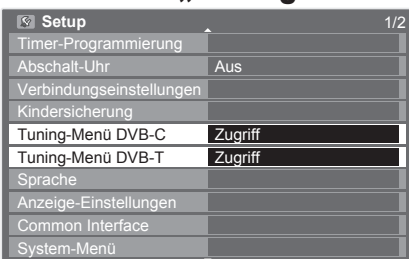 Setup 1/2
Timer-Programmierung
Abschalt-Uhr Aus
Verbindungseinstellungen
Kindersicherung
Tuning-Menü DVB-C Zugriff
Tuning-Menü DVB-T Zugriff
Sprache
Anzeige-Einstellungen
Common Interface
System-Menü